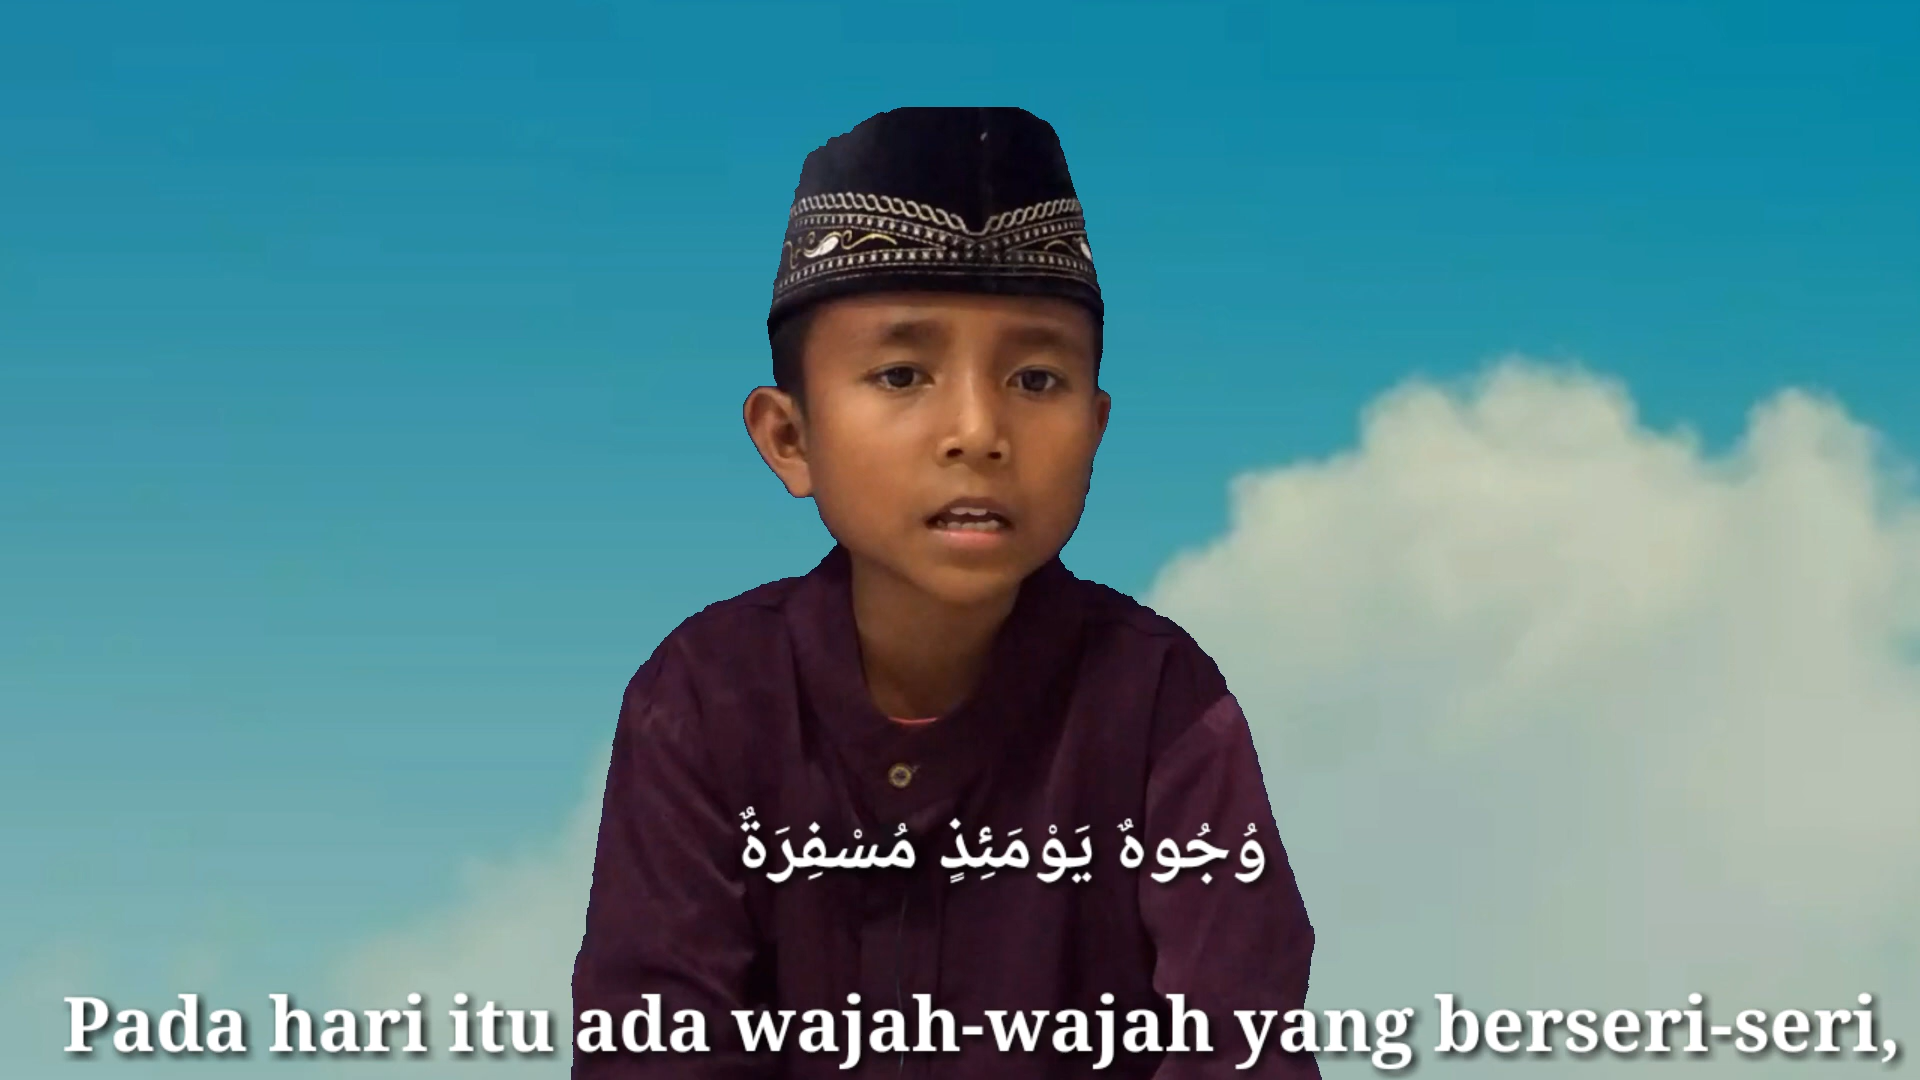 وُجُوهٌ يَوْمَئِذٍ مُسْفِرَةٌ
Pada hari itu ada wajah-wajah yang berseri-seri,